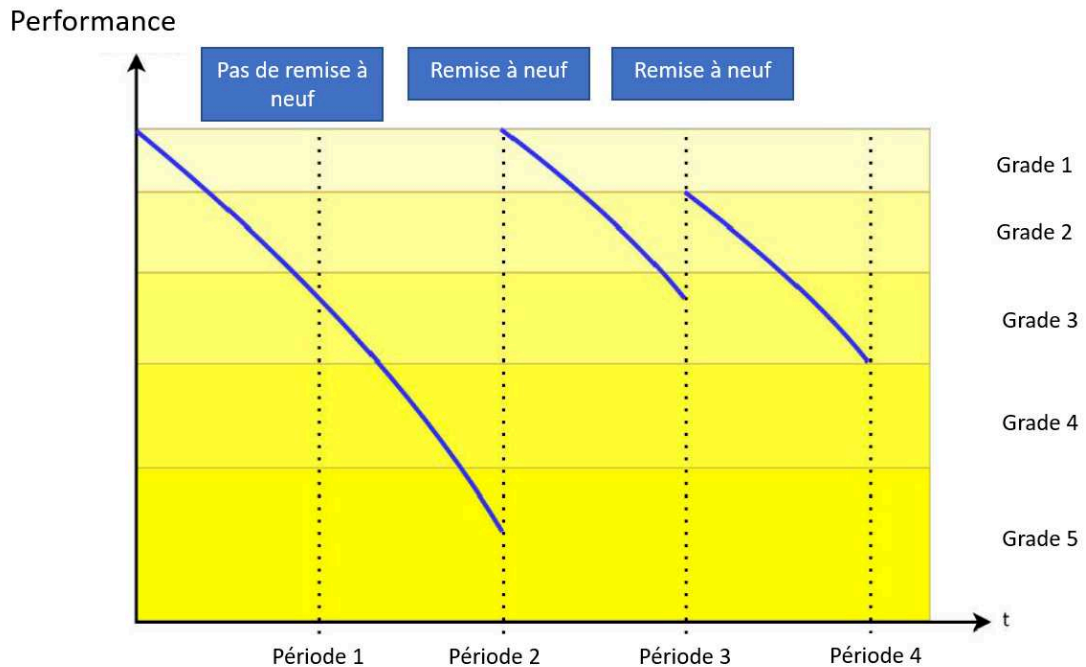 Performance
Pas de remise à
neuf
Remise à neuf
Remise à neuf
Grade 1
Grade 2
Grade 3
Grade 4
Grade 5
t
Période 1
Période 2
Période 3
Période 4